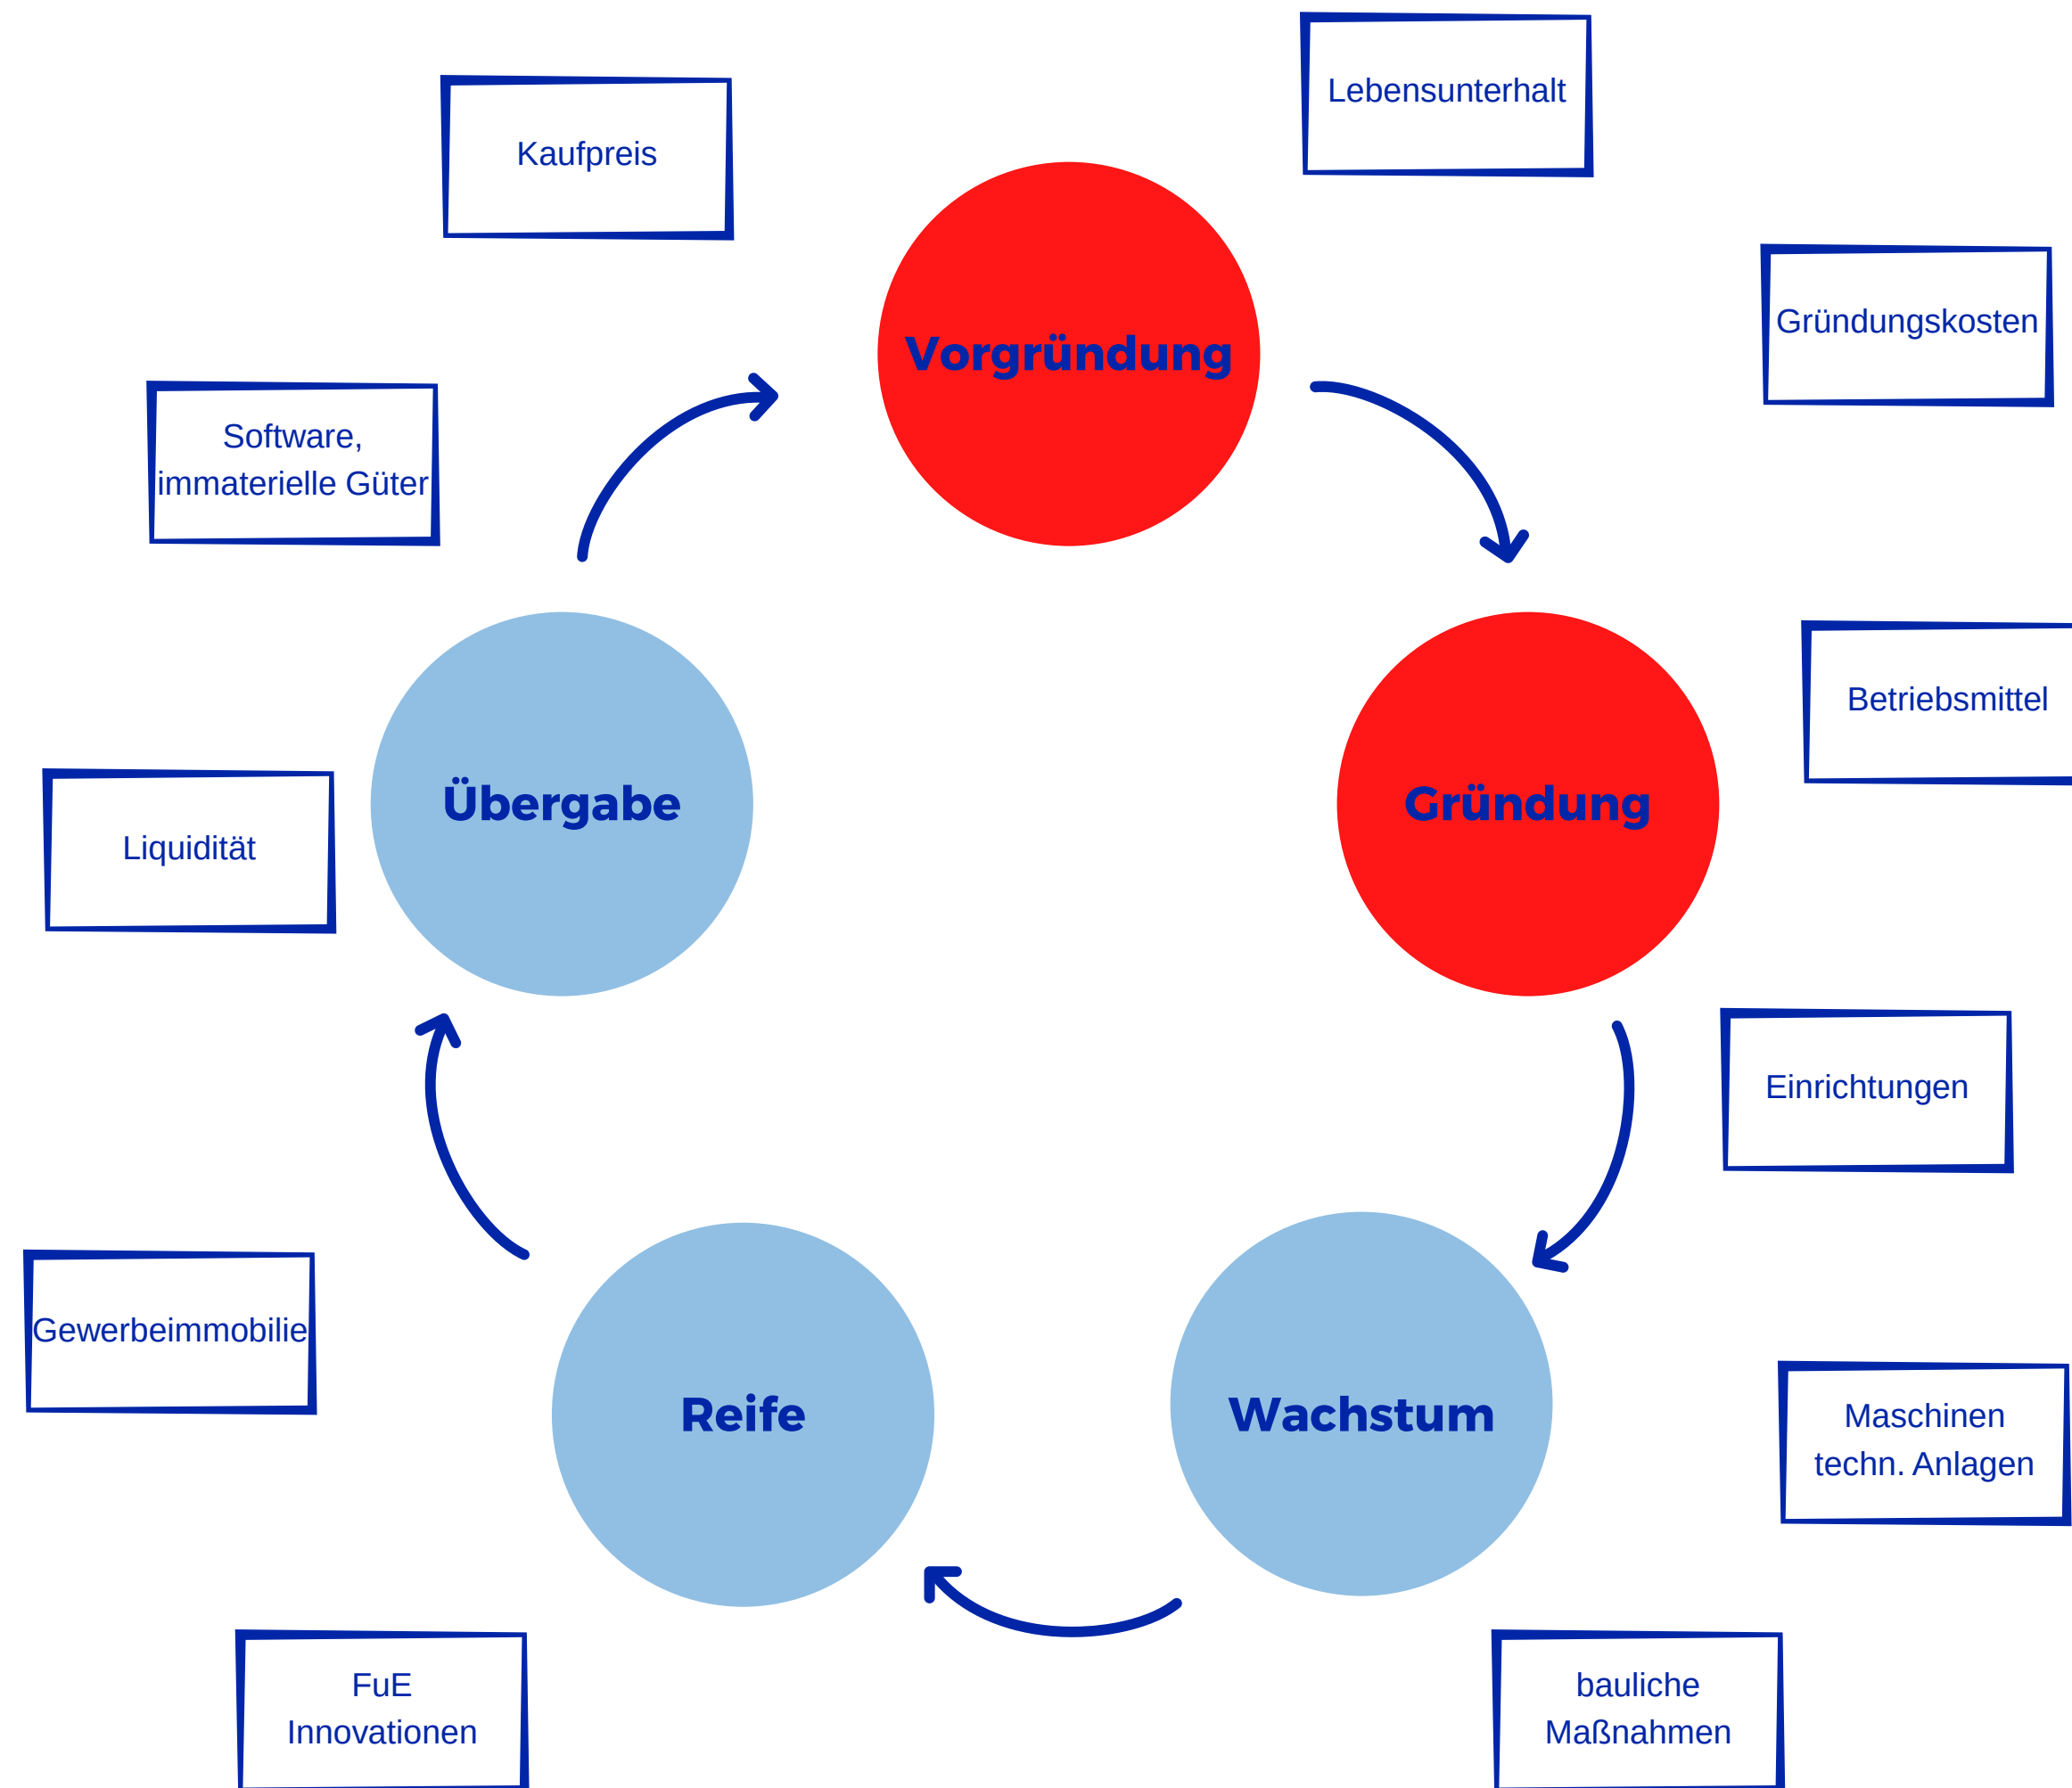 Lebensunterhalt
Kaufpreis
Gründungskosten
Vorgründung
Software,
immaterielle Güter
Betriebsmittel
Übergabe
Gründung
Liquidität
Einrichtungen
Gewerbeimmobilie
Reife
Wachstum
Maschinen
techn. Anlagen
FuE
Innovationen
bauliche
Maßnahmen